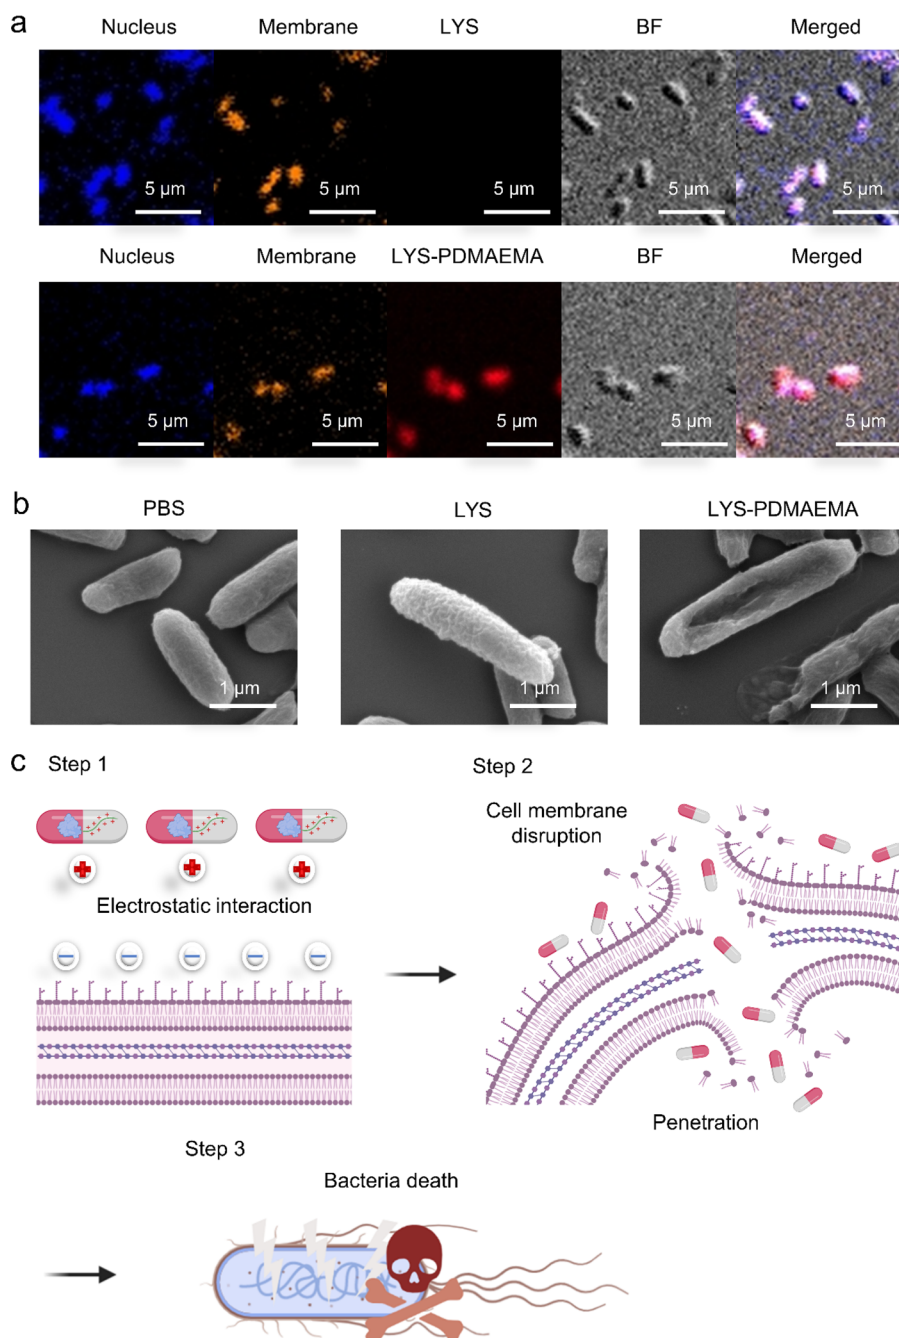 a
Nucleus Membrane LYS BF Merged
5 µm 5 µm 5 µm 5 µm 5 µm
Nucleus Membrane LYS-PDMAEMA BF Merged
5 µm 5 µm 5 µm 5 µm 5 µm
b
PBS LYS LYS-PDMAEMA
1 µm 1 µm 1 µm
c
Step 1
Electrostatic interaction
Step 2
Cell membrane
disruption
Penetration
Step 3
Bacteria death